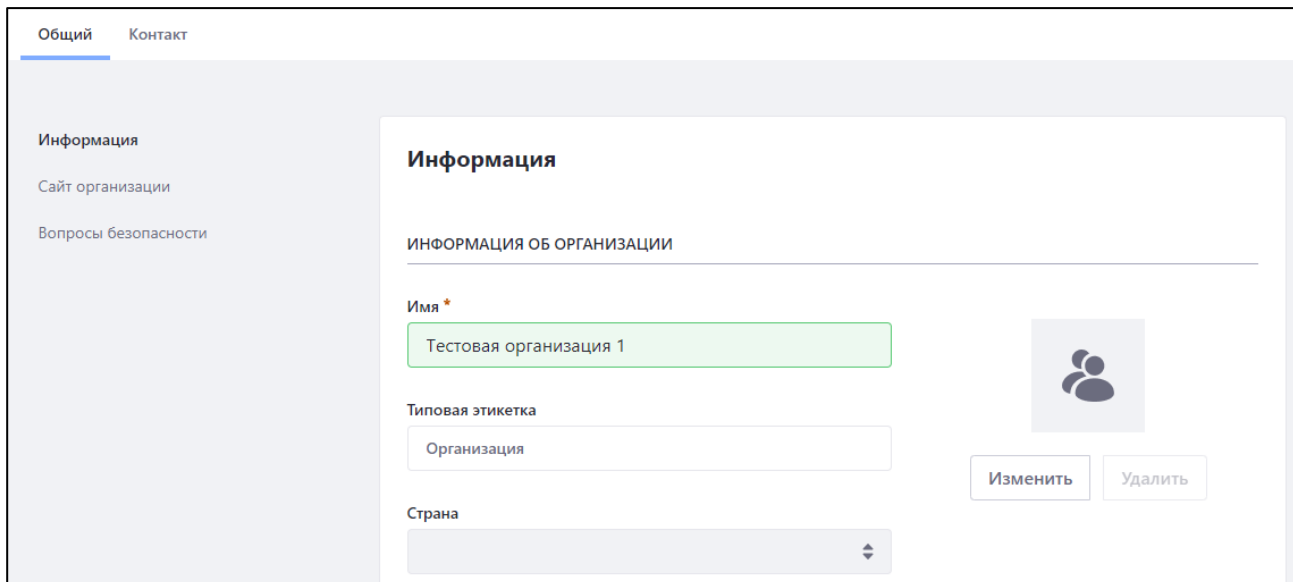 Общий Контакт
Информация
Сайт организации
Вопросы безопасности
Информация
ИНФОРМАЦИЯ ОБ ОРГАНИЗАЦИИ
Имя *
Тестовая организация 1
Типовая этикетка
Организация
Изменить Удалить
Страна